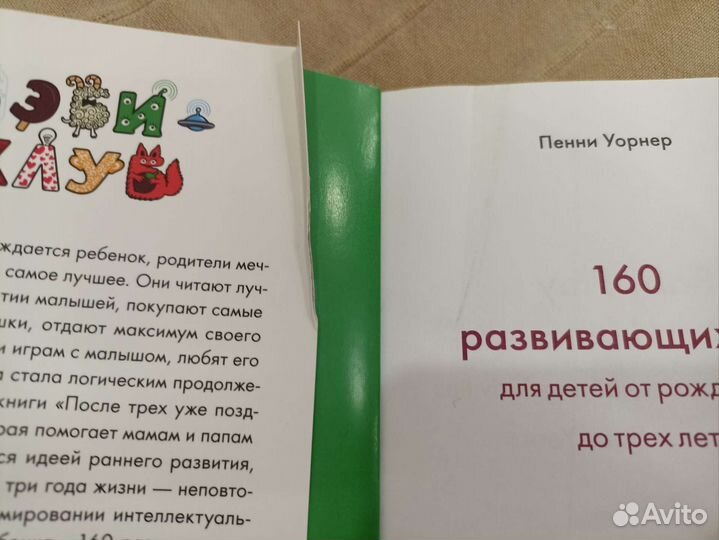 ЭБИ-
КЛУБ
ждается ребенок, родители меч-
самое лучшее. Они читают луч-
тии малышей, покупают самые
шки, отдают максимум своего
и играм с малышом, любят его
а стала логическим продолже-
книги «После трех уже позд-
рая помогает мамам и папам
ся идеей раннего развития,
три года жизни — неповто-
мировании интеллектуаль-
Пенни Уорнер
160
развивающих
для детей от рожд
до трех лет
Avito